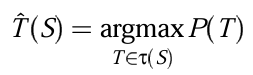 T̂(S) = argmax P(T)
T∈τ(S)